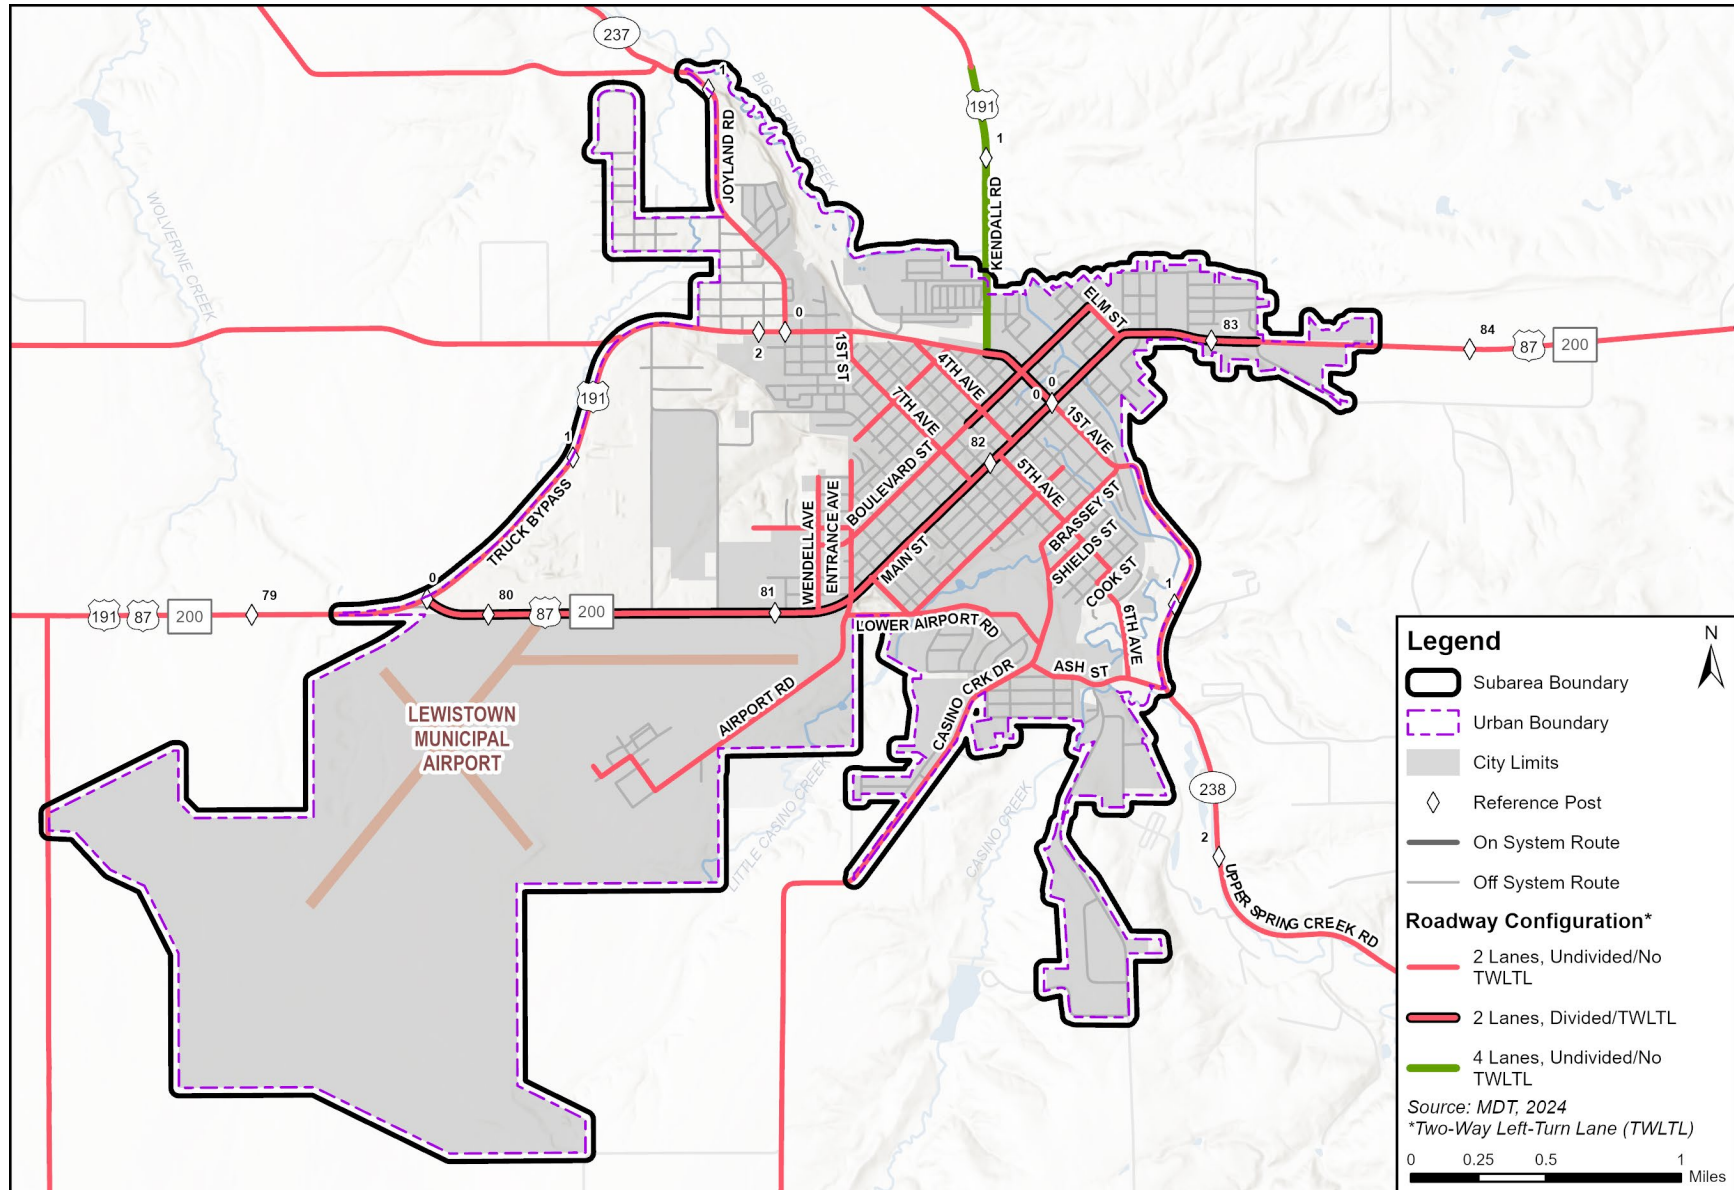 237
1
BIG SPRING CREEK
191
1
JOYLAND RD
KENDALL RD
WOLVERINE CREEK
ELM ST
0
2
1ST ST
83
84
87
200
4TH AVE
191
7TH AVE
0
0
1ST AVE
1
82
BOULEVARD ST
5TH AVE
TRUCK BYPASS
WENDELL AVE
ENTRANCE AVE
BRASSEY ST
SHIELDS ST
MAIN ST
COOK ST
0
79
80
81
1
191
87
200
87
200
LOWER AIRPORT RD
6TH AVE
ASH ST
CASINO CRK DR
AIRPORT RD
LEWISTOWN
MUNICIPAL
AIRPORT
LITTLE CASINO CREEK
CASINO CREEK
238
2
UPPER SPRING CREEK RD
Legend
N
Subarea Boundary
Urban Boundary
City Limits
Reference Post
On System Route
Off System Route
Roadway Configuration*
2 Lanes, Undivided/No
TWLTL
2 Lanes, Divided/TWLTL
4 Lanes, Undivided/No
TWLTL
Source: MDT, 2024
*Two-Way Left-Turn Lane (TWLTL)
0 0.25 0.5 1
Miles